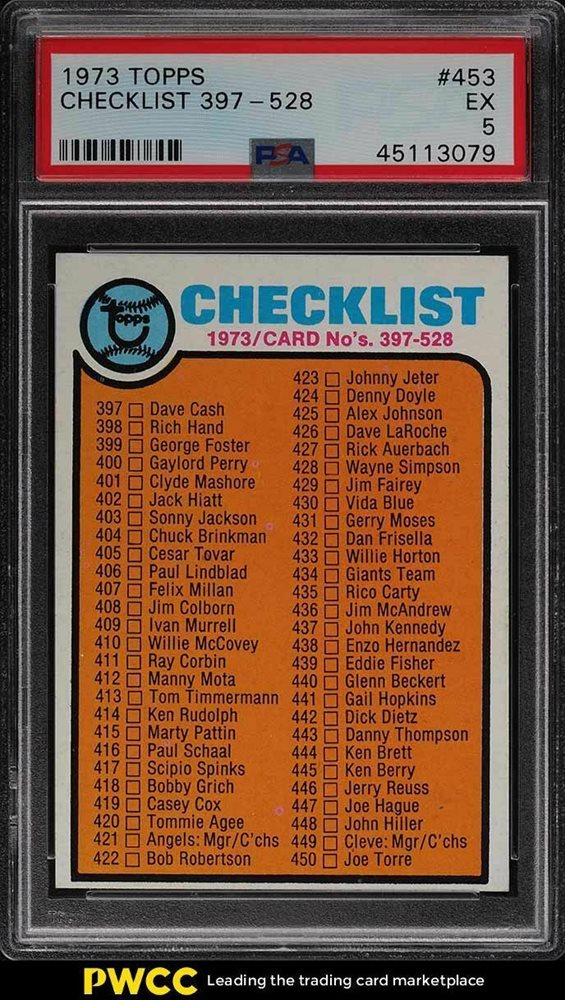 1973 TOPPS #453
CHECKLIST 397-528 EX
5
PSA 45113079
topps
CHECKLIST
1973/CARD No's. 397-528
397 Dave Cash
398 Rich Hand
399 George Foster
400 Gaylord Perry
401 Clyde Mashore
402 Jack Hiatt
403 Sonny Jackson
404 Chuck Brinkman
405 Cesar Tovar
406 Paul Lindblad
407 Felix Millan
408 Jim Colborn
409 Ivan Murrell
410 Willie McCovey
411 Ray Corbin
412 Manny Mota
413 Tom Timmermann
414 Ken Rudolph
415 Marty Pattin
416 Paul Schaal
417 Scipio Spinks
418 Bobby Grich
419 Casey Cox
420 Tommie Agee
421 Angels: Mgr/C'chs
422 Bob Robertson
423 Johnny Jeter
424 Denny Doyle
425 Alex Johnson
426 Dave LaRoche
427 Rick Auerbach
428 Wayne Simpson
429 Jim Fairey
430 Vida Blue
431 Gerry Moses
432 Dan Frisella
433 Willie Horton
434 Giants Team
435 Rico Carty
436 Jim McAndrew
437 John Kennedy
438 Enzo Hernandez
439 Eddie Fisher
440 Glenn Beckert
441 Gail Hopkins
442 Dick Dietz
443 Danny Thompson
444 Ken Brett
445 Ken Berry
446 Jerry Reuss
447 Joe Hague
448 John Hiller
449 Cleve: Mgr/C'chs
450 Joe Torre
PWCC Leading the trading card marketplace